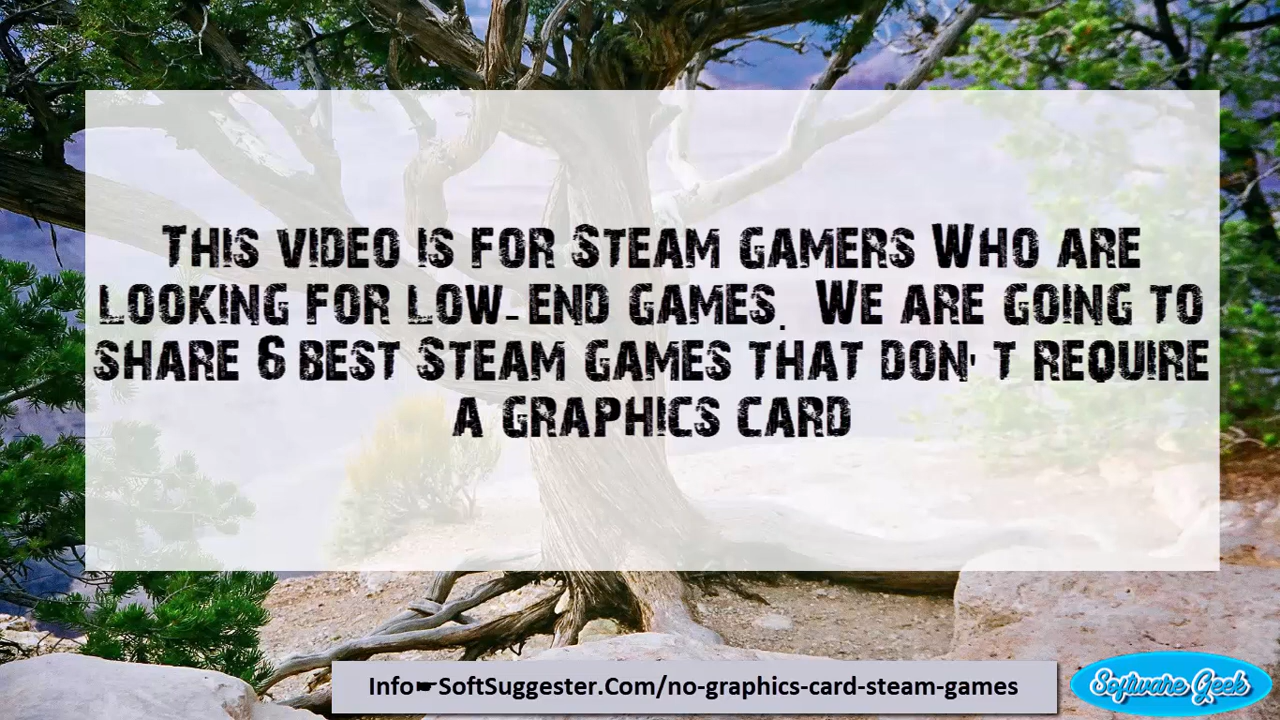 This video is for Steam Gamers Who are
looking for low-end games. We are going to
share 6 best Steam Games that don't require
a graphics card
Info☛SoftSuggester.Com/no-graphics-card-steam-games
Software Geek